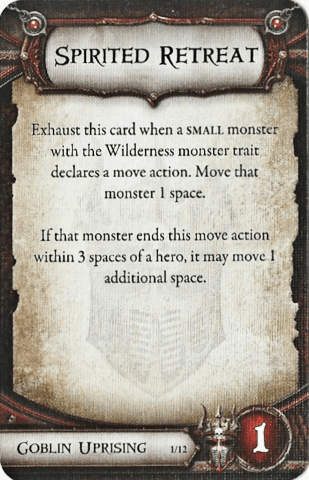 Spirited Retreat
Exhaust this card when a SMALL monster
with the Wilderness monster trait
declares a move action. Move that
monster 1 space.
If that monster ends this move action
within 3 spaces of a hero, it may move 1
additional space.
Goblin Uprising 1/12 1